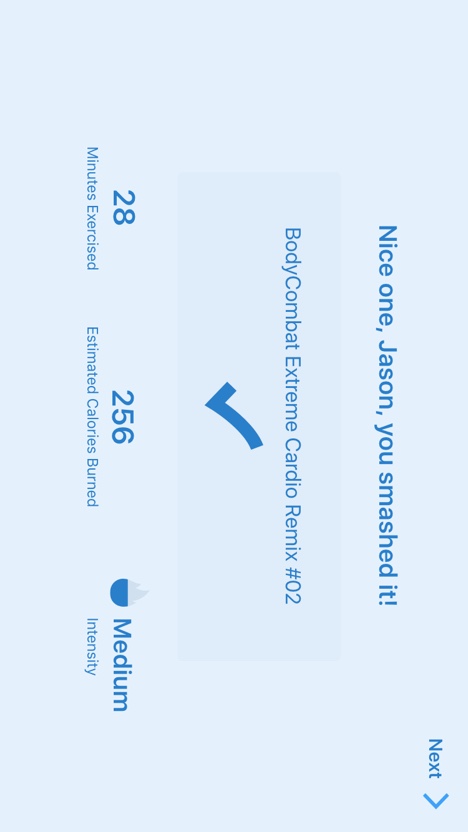 Next
Nice one, Jason, you smashed it!
BodyCombat Extreme Cardio Remix #02
28
Minutes Exercised
256
Estimated Calories Burned
Medium
Intensity